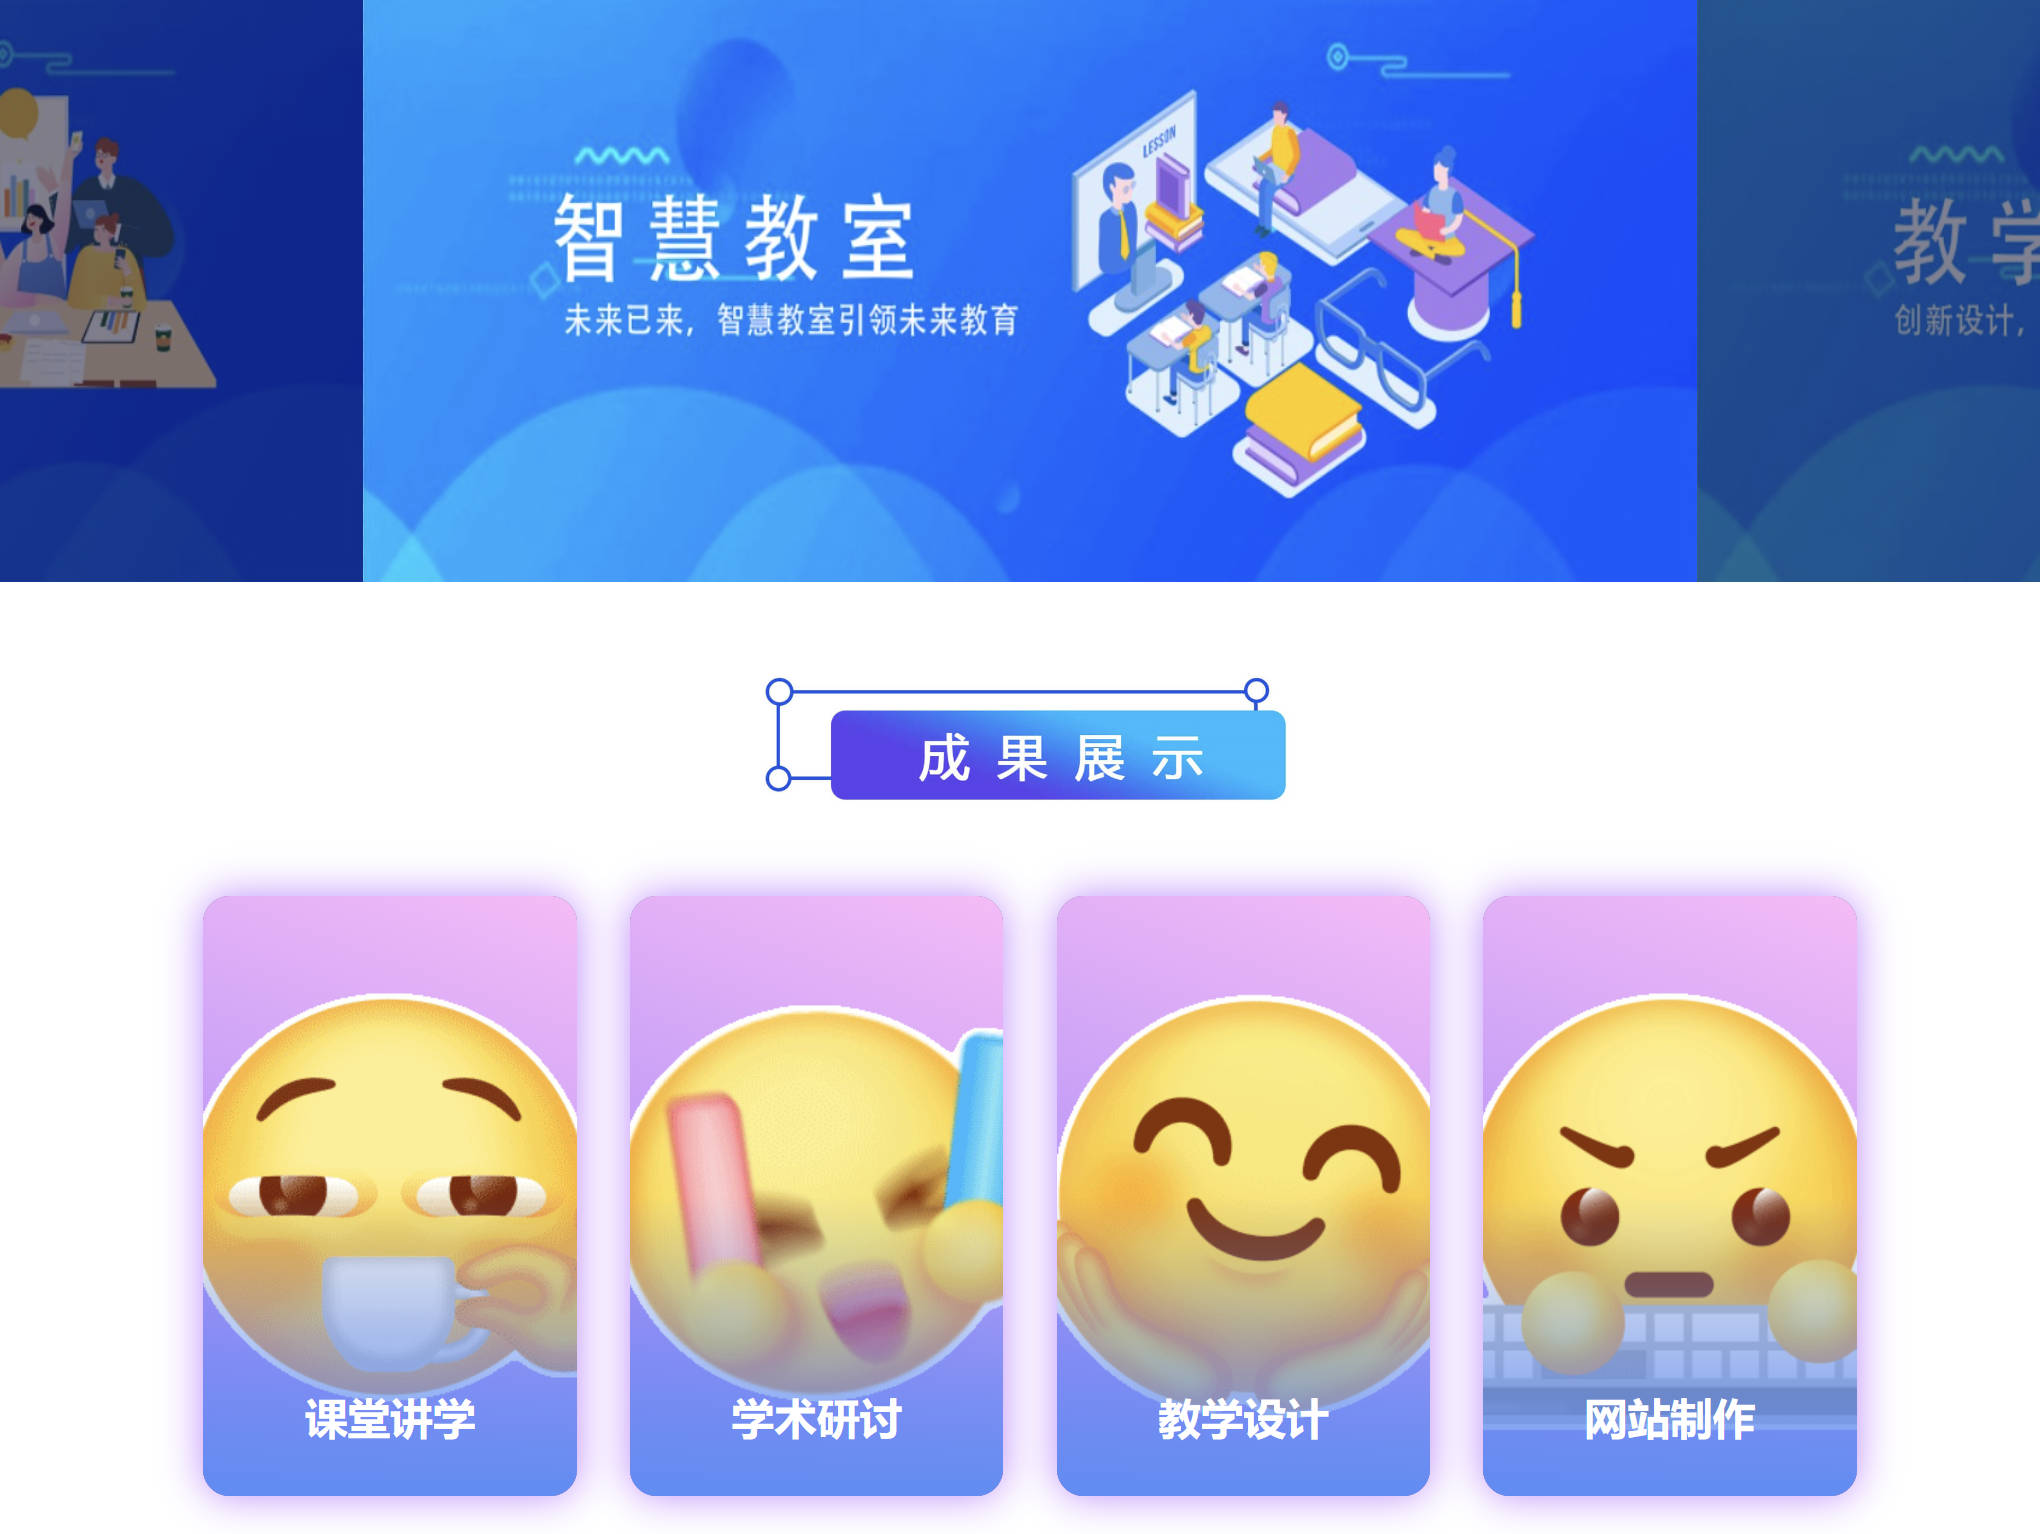 LESSON
智慧教室
未来已来，智慧教室引领未来教育
教学
创新设计，
成果展示
课堂讲学
学术研讨
教学设计
网站制作